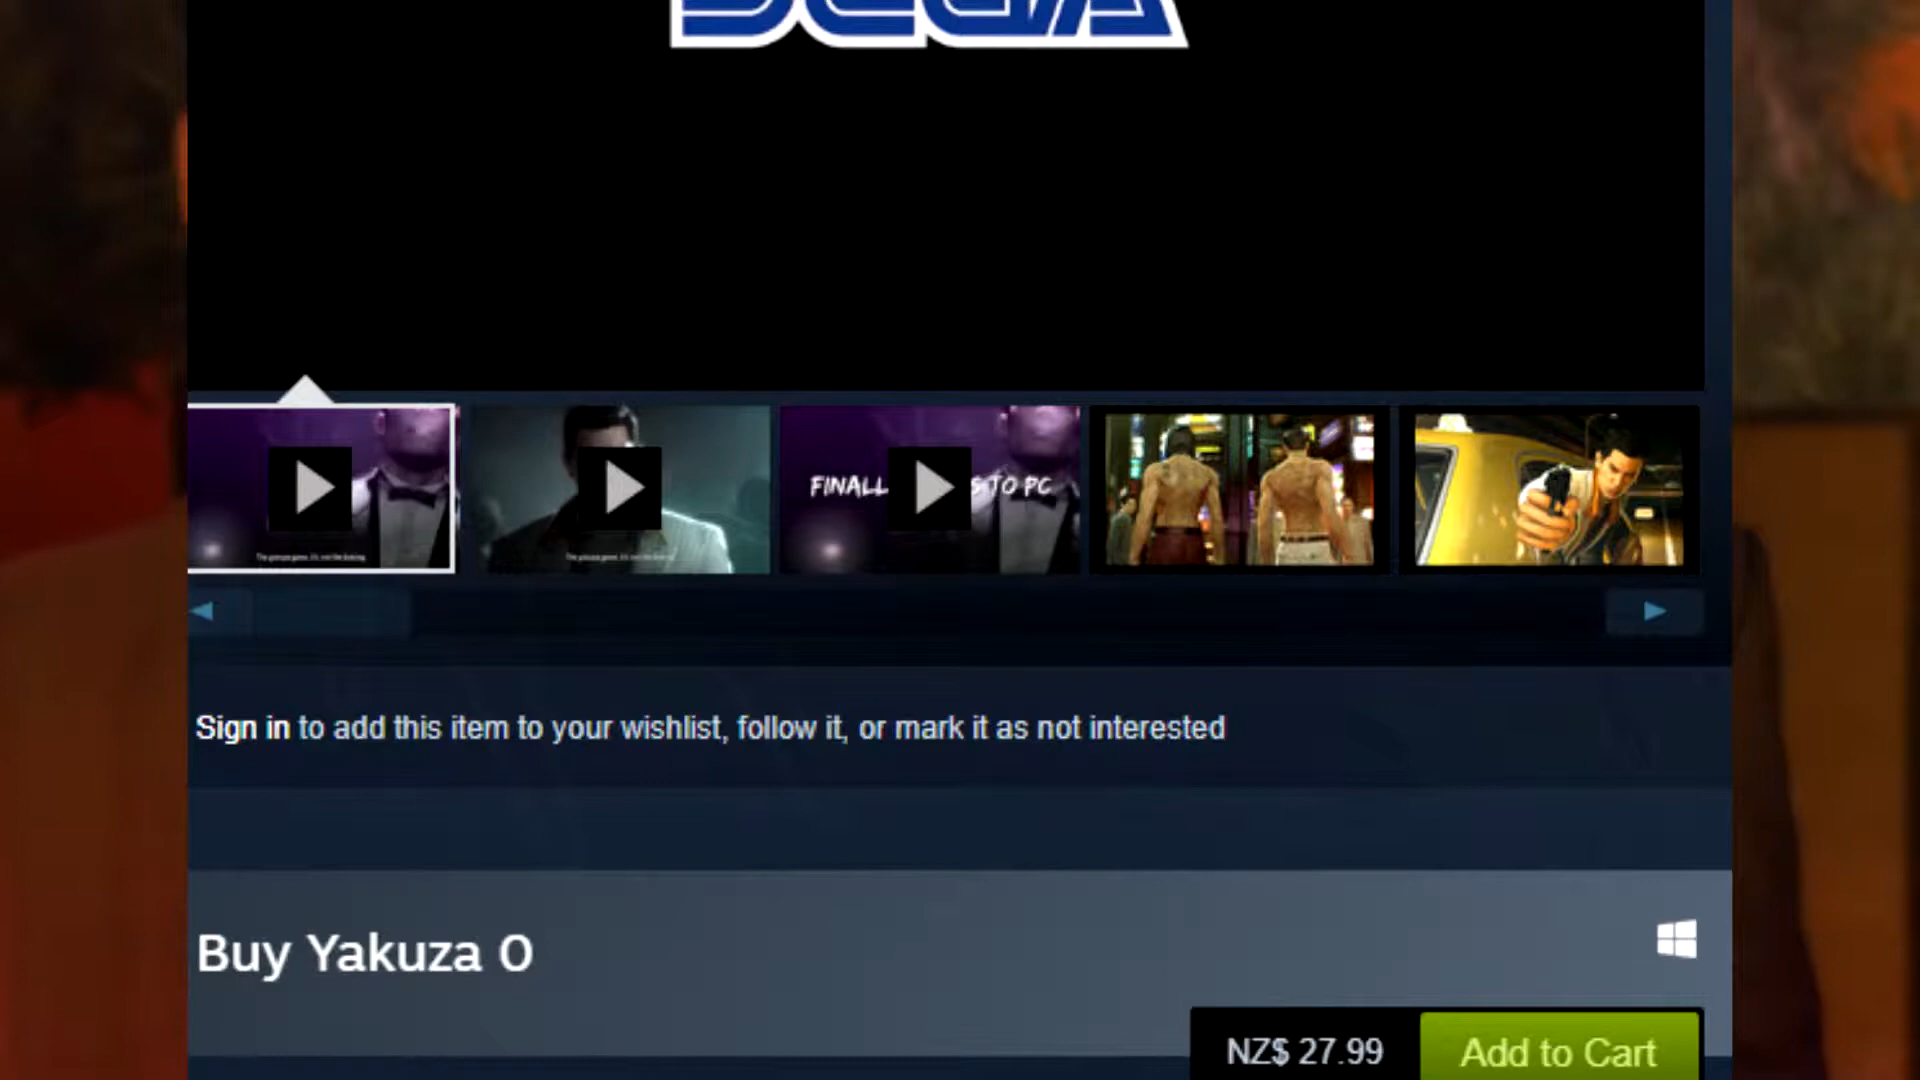 SEGA
FINALL S TO PC
Sign in to add this item to your wishlist, follow it, or mark it as not interested
Buy Yakuza 0
NZ$ 27.99
Add to Cart